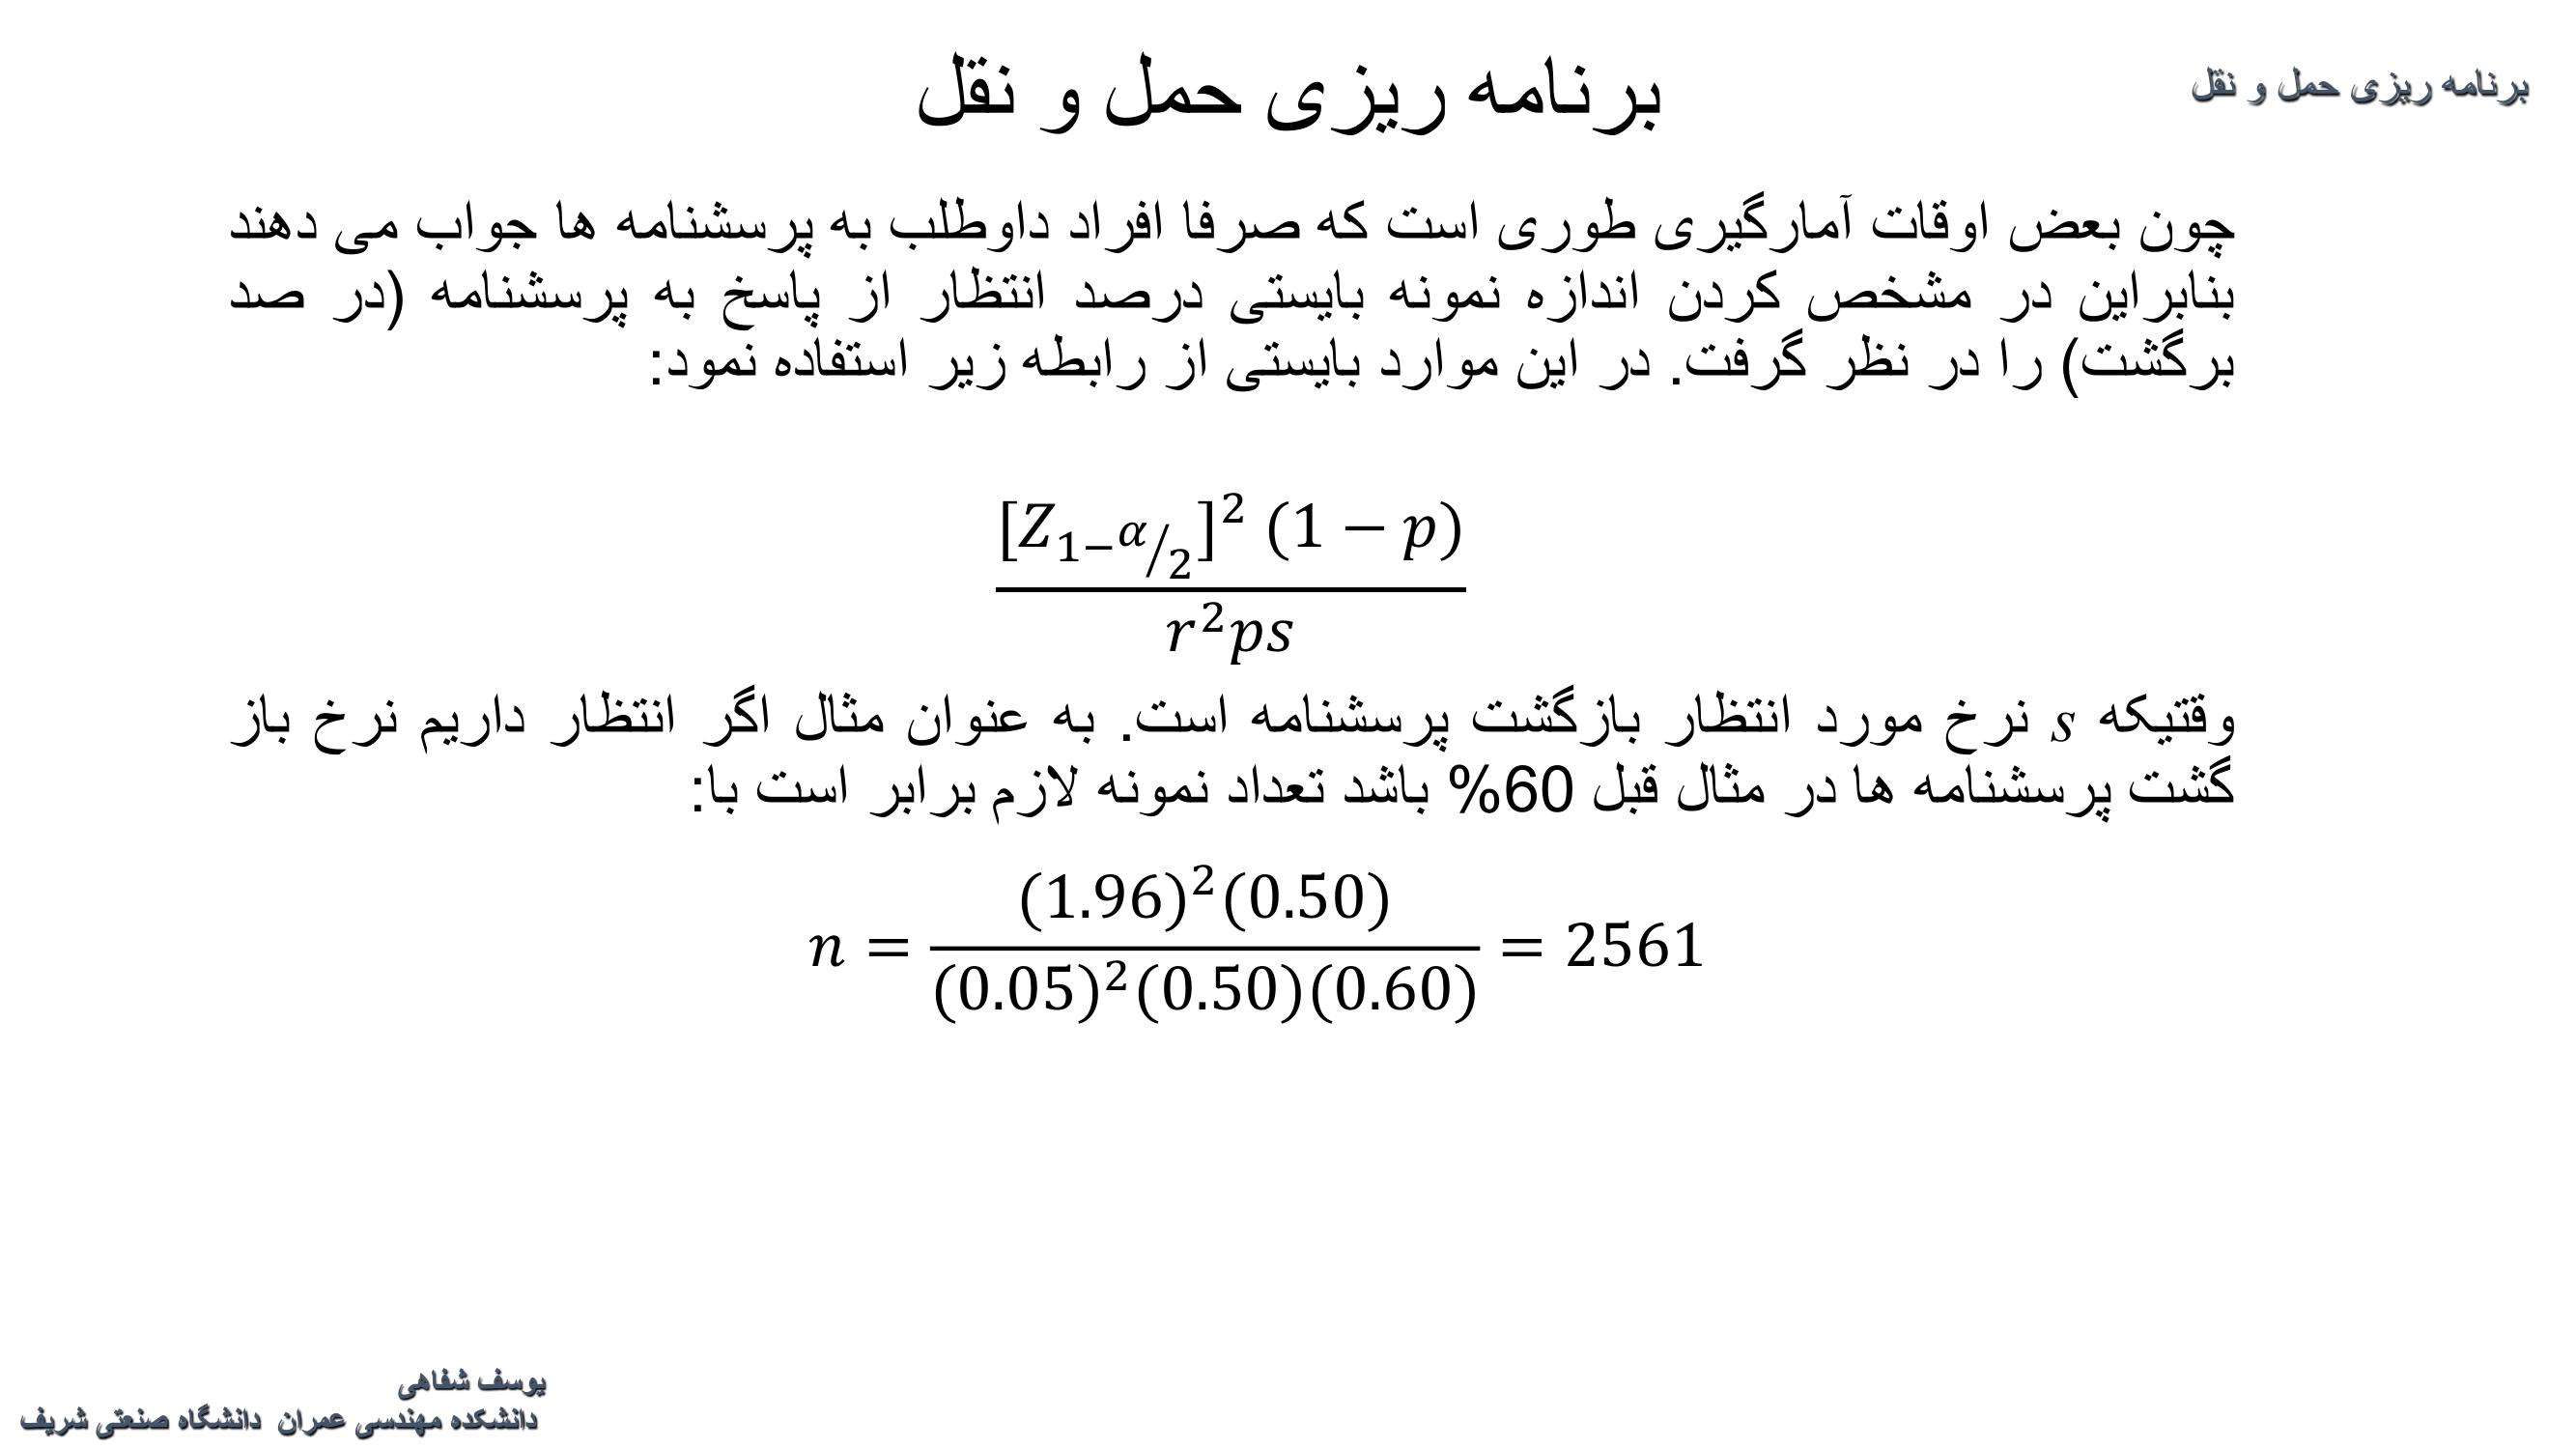 برنامه ریزی حمل و نقل
برنامه ریزی حمل و نقل
چون بعض اوقات آمارگیری طوری است که صرفا افراد داوطلب به پرسشنامه ها جواب می دهند
بنابراین در مشخص کردن اندازه نمونه بایستی درصد انتظار از پاسخ به پرسشنامه (در صد
برگشت) را در نظر گرفت. در این موارد بایستی از رابطه زیر استفاده نمود:
[Z_{1-α/2}]² (1 − p)
r²ps
وقتیکه s نرخ مورد انتظار بازگشت پرسشنامه است. به عنوان مثال اگر انتظار داریم نرخ باز
گشت پرسشنامه ها در مثال قبل 60% باشد تعداد نمونه لازم برابر است با:
n = (1.96)²(0.50) / (0.05)²(0.50)(0.60) = 2561
یوسف شفاهی
دانشکده مهندسی عمران دانشگاه صنعتی شریف